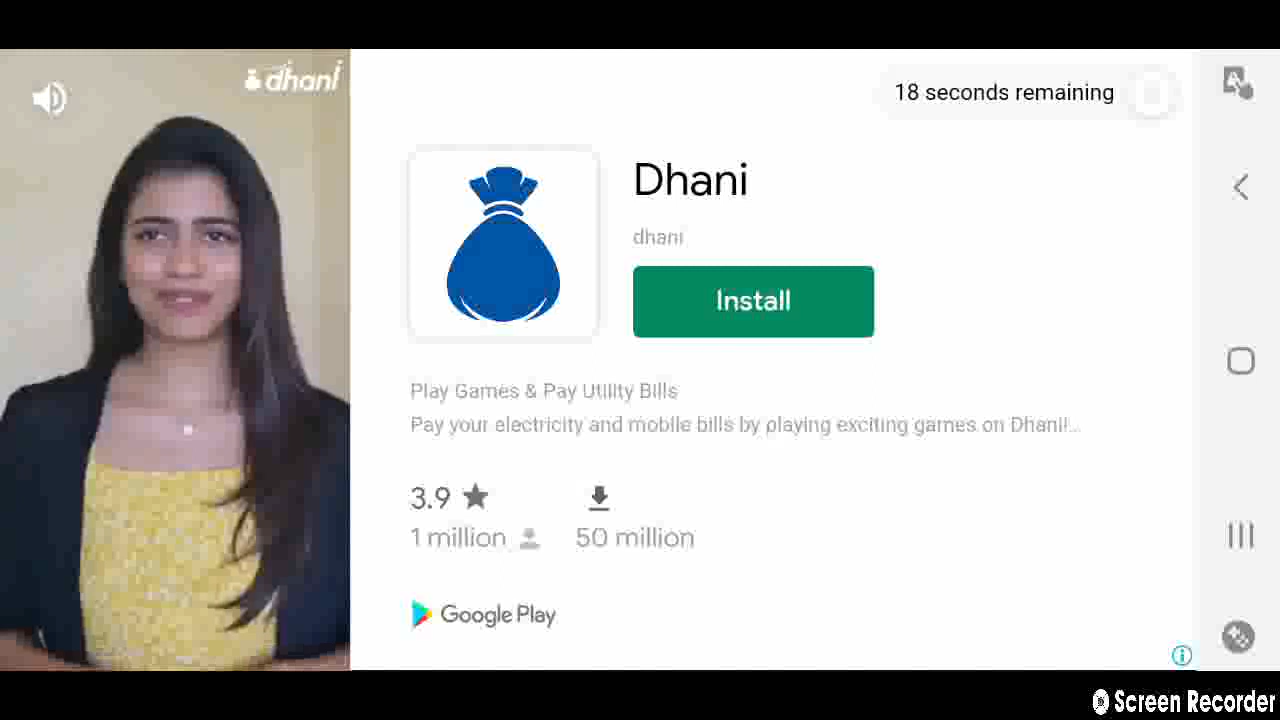 dhani
18 seconds remaining
Dhani
dhani
Install
Play Games & Pay Utility Bills
Pay your electricity and mobile bills by playing exciting games on Dhani!...
3.9
1 million
50 million
Google Play
Screen Recorder